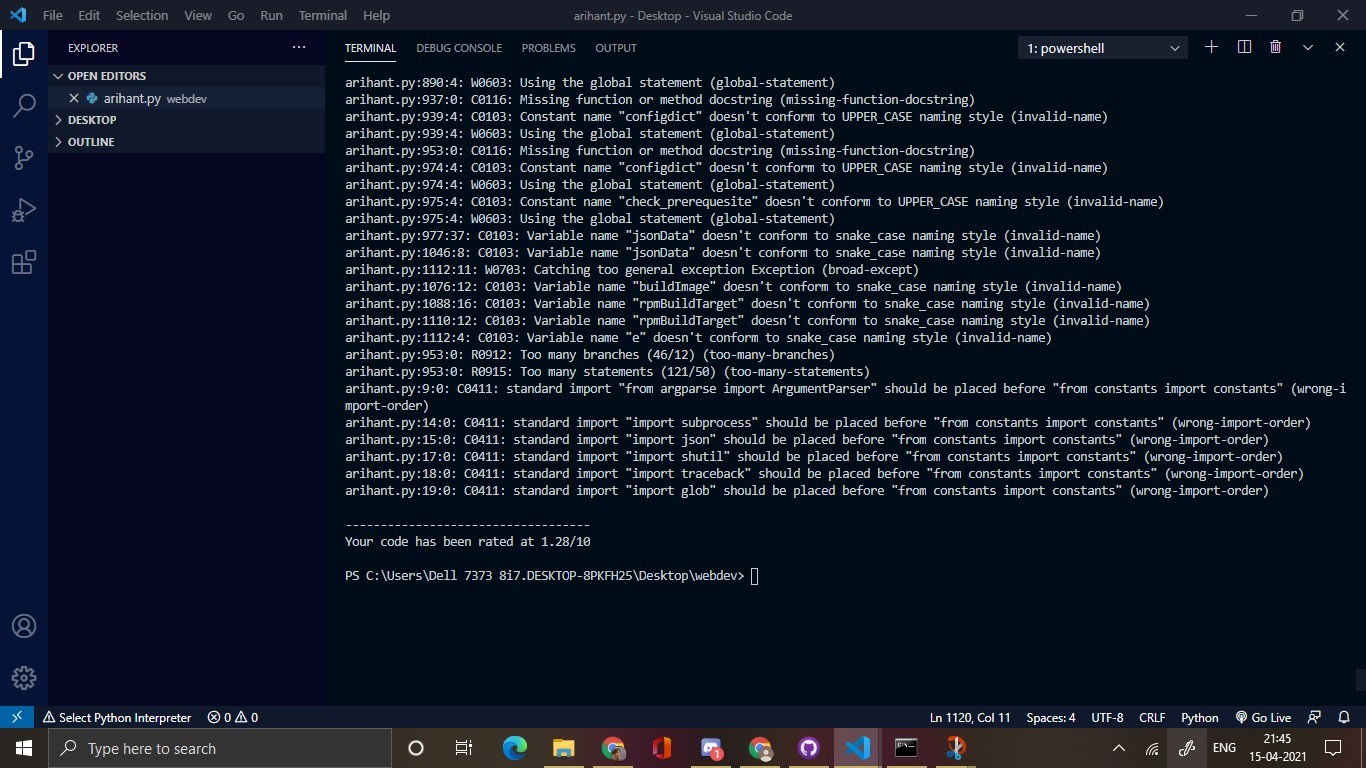 File Edit Selection View Go Run Terminal Help
arihant.py - Desktop - Visual Studio Code
EXPLORER
OPEN EDITORS
arihant.py webdev
DESKTOP
OUTLINE
TERMINAL DEBUG CONSOLE PROBLEMS OUTPUT
1: powershell
arihant.py:890:4: W0603: Using the global statement (global-statement)
arihant.py:937:0: C0116: Missing function or method docstring (missing-function-docstring)
arihant.py:939:4: C0103: Constant name "configdict" doesn't conform to UPPER_CASE naming style (invalid-name)
arihant.py:939:4: W0603: Using the global statement (global-statement)
arihant.py:953:0: C0116: Missing function or method docstring (missing-function-docstring)
arihant.py:974:4: C0103: Constant name "configdict" doesn't conform to UPPER_CASE naming style (invalid-name)
arihant.py:974:4: W0603: Using the global statement (global-statement)
arihant.py:975:4: C0103: Constant name "check_prerequesite" doesn't conform to UPPER_CASE naming style (invalid-name)
arihant.py:975:4: W0603: Using the global statement (global-statement)
arihant.py:977:37: C0103: Variable name "jsonData" doesn't conform to snake_case naming style (invalid-name)
arihant.py:1046:8: C0103: Variable name "jsonData" doesn't conform to snake_case naming style (invalid-name)
arihant.py:1112:11: W0703: Catching too general exception Exception (broad-except)
arihant.py:1076:12: C0103: Variable name "buildImage" doesn't conform to snake_case naming style (invalid-name)
arihant.py:1088:16: C0103: Variable name "rpmBuildTarget" doesn't conform to snake_case naming style (invalid-name)
arihant.py:1110:12: C0103: Variable name "rpmBuildTarget" doesn't conform to snake_case naming style (invalid-name)
arihant.py:1112:4: C0103: Variable name "e" doesn't conform to snake_case naming style (invalid-name)
arihant.py:953:0: R0912: Too many branches (46/12) (too-many-branches)
arihant.py:953:0: R0915: Too many statements (121/50) (too-many-statements)
arihant.py:9:0: C0411: standard import "from argparse import ArgumentParser" should be placed before "from constants import constants" (wrong-i
mport-order)
arihant.py:14:0: C0411: standard import "import subprocess" should be placed before "from constants import constants" (wrong-import-order)
arihant.py:15:0: C0411: standard import "import json" should be placed before "from constants import constants" (wrong-import-order)
arihant.py:17:0: C0411: standard import "import shutil" should be placed before "from constants import constants" (wrong-import-order)
arihant.py:18:0: C0411: standard import "import traceback" should be placed before "from constants import constants" (wrong-import-order)
arihant.py:19:0: C0411: standard import "import glob" should be placed before "from constants import constants" (wrong-import-order)
-----------------------------------
Your code has been rated at 1.28/10
PS C:\Users\Dell 7373 8i7.DESKTOP-8PKFH25\Desktop\webdev>
Select Python Interpreter 0 0
Ln 1120, Col 11 Spaces: 4 UTF-8 CRLF Python Go Live
Type here to search
1
ENG
21:45
15-04-2021